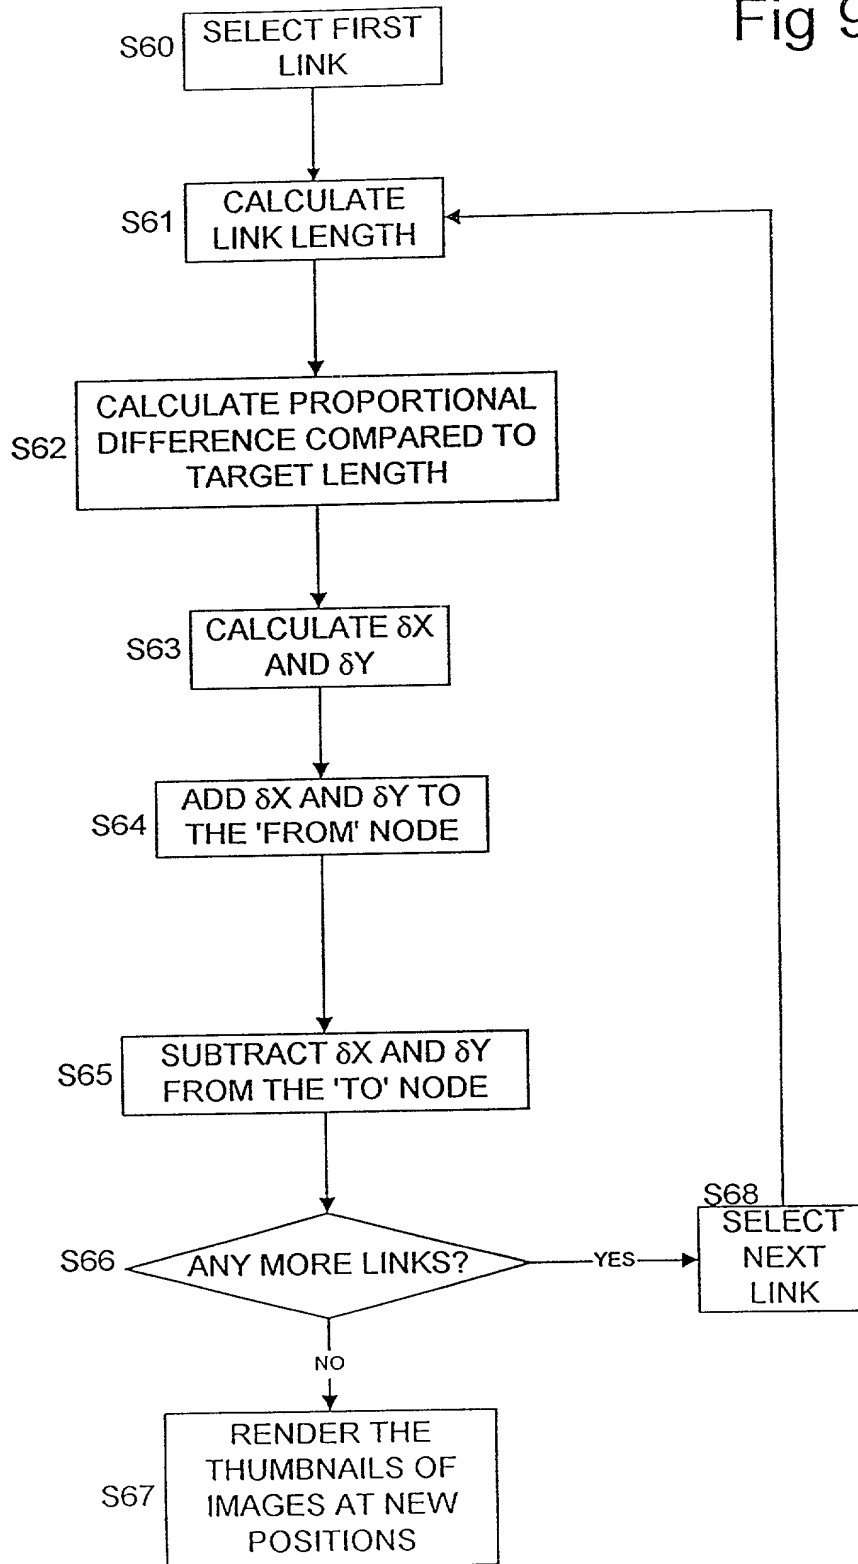 Fig 9
S60
SELECT FIRST
LINK
S61
CALCULATE
LINK LENGTH
S62
CALCULATE PROPORTIONAL
DIFFERENCE COMPARED TO
TARGET LENGTH
S63
CALCULATE δX
AND δY
S64
ADD δX AND δY TO
THE 'FROM' NODE
S65
SUBTRACT δX AND δY
FROM THE 'TO' NODE
S66
ANY MORE LINKS?
YES
S68
SELECT
NEXT
LINK
NO
S67
RENDER THE
THUMBNAILS OF
IMAGES AT NEW
POSITIONS